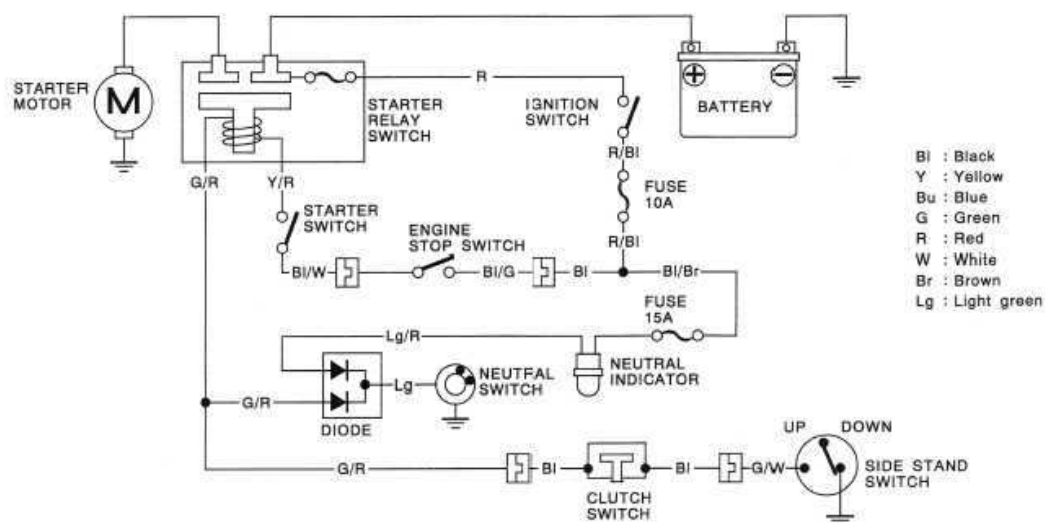 STARTER
MOTOR
M
STARTER
RELAY
SWITCH
R
IGNITION
SWITCH
BATTERY
R/Bl
G/R
Y/R
FUSE
10A
STARTER
SWITCH
ENGINE
STOP SWITCH
R/Bl
Bl/W
Bl/G
Bl
Bl/Br
FUSE
15A
Lg/R
NEUTRAL
INDICATOR
NEUTFAL
SWITCH
Lg
G/R
DIODE
UP
DOWN
G/R
Bl
Bl
G/W
SIDE STAND
SWITCH
CLUTCH
SWITCH
Bl : Black
Y : Yellow
Bu : Blue
G : Green
R : Red
W : White
Br : Brown
Lg : Light green